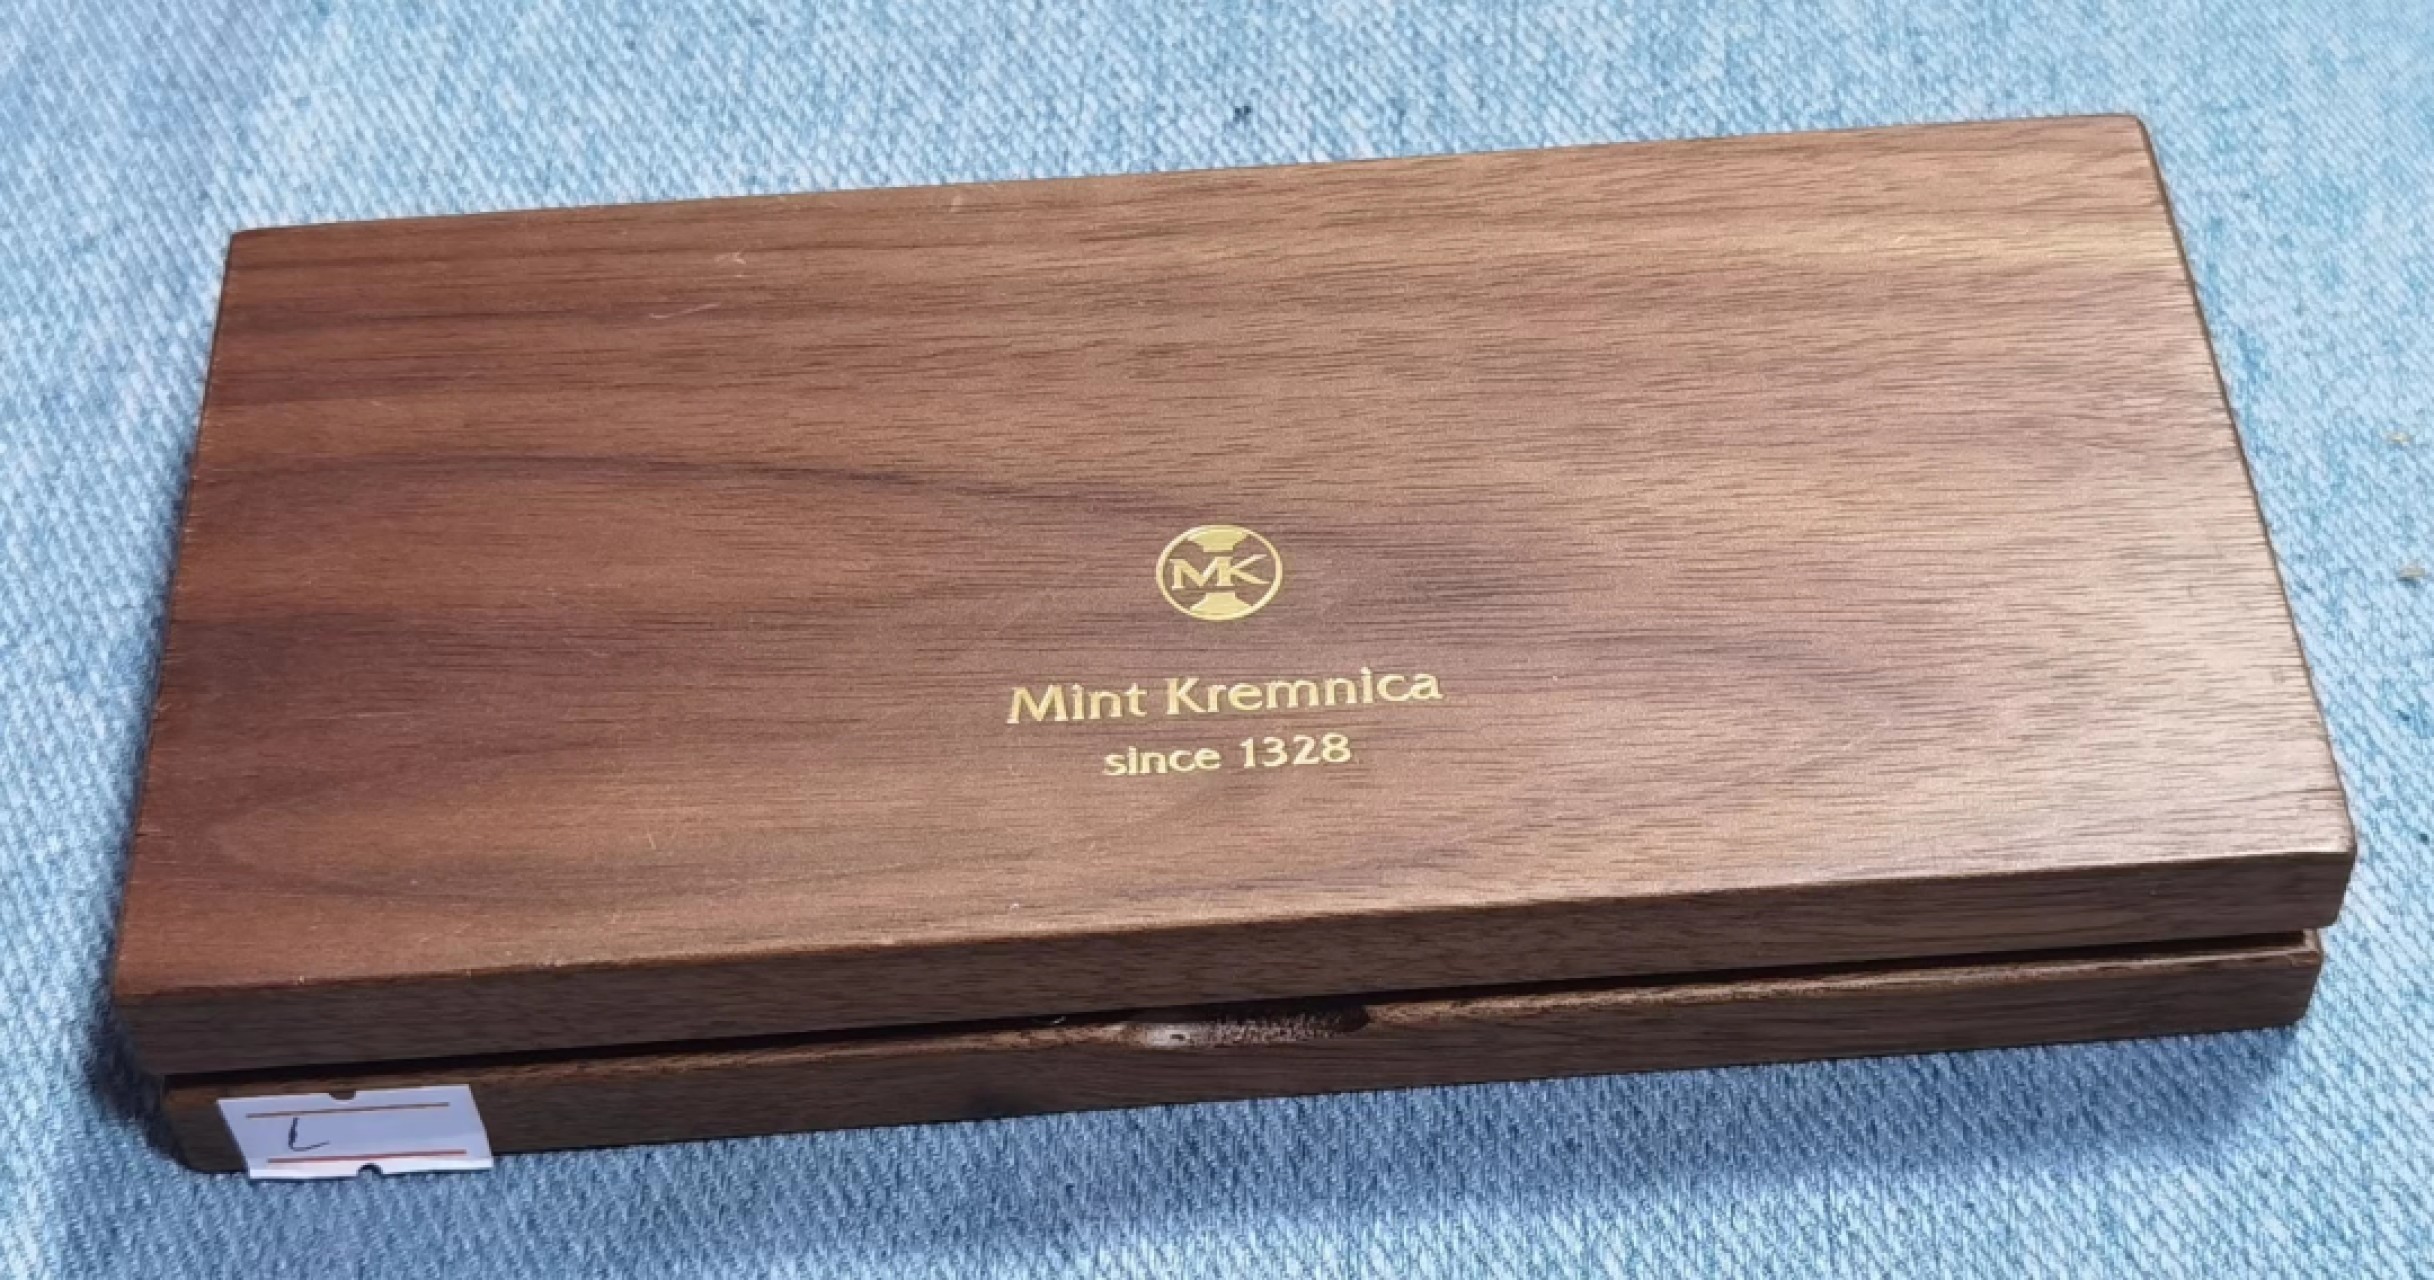 MK
Mint Kremnica
since 1328
L